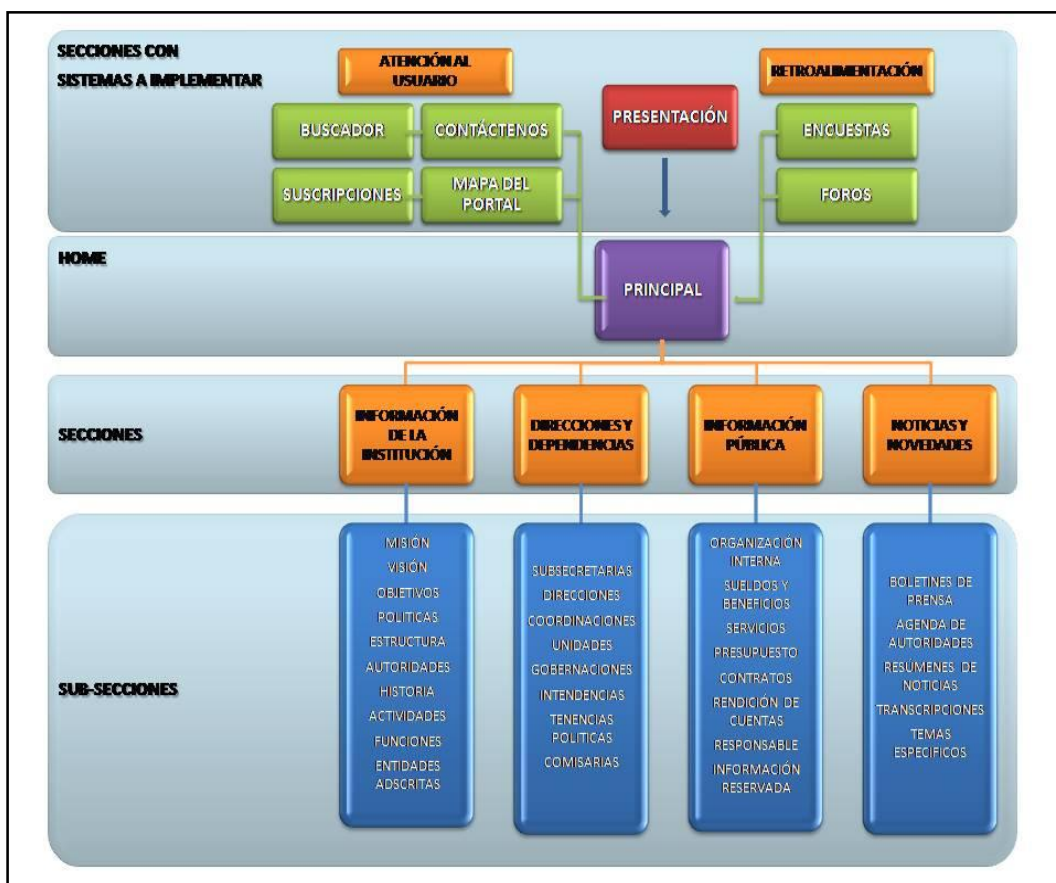 SECCIONES CON
SISTEMAS A IMPLEMENTAR
ATENCIÓN AL
USUARIO
RETROALIMENTACIÓN
PRESENTACIÓN
BUSCADOR
CONTÁCTENOS
ENCUESTAS
SUSCRIPCIONES
MAPA DEL
PORTAL
FOROS
HOME
PRINCIPAL
SECCIONES
INFORMACIÓN
DE LA
INSTITUCIÓN
DIRECCIONES Y
DEPENDENCIAS
INFORMACIÓN
PÚBLICA
NOTICIAS Y
NOVEDADES
SUB-SECCIONES
MISIÓN
VISIÓN
OBJETIVOS
POLITICAS
ESTRUCTURA
AUTORIDADES
HISTORIA
ACTIVIDADES
FUNCIONES
ENTIDADES
ADSCRITAS
SUBSECRETARIAS
DIRECCIONES
COORDINACIONES
UNIDADES
GOBERNACIONES
INTENDENCIAS
TENENCIAS
POLITICAS
COMISARIAS
ORGANIZACIÓN
INTERNA
SUELDOS Y
BENEFICIOS
SERVICIOS
PRESUPUESTO
CONTRATOS
RENDICIÓN DE
CUENTAS
RESPONSABLE
INFORMACIÓN
RESERVADA
BOLETINES DE
PRENSA
AGENDA DE
AUTORIDADES
RESÚMENES DE
NOTICIAS
TRANSCRIPCIONES
TEMAS
ESPECIFICOS